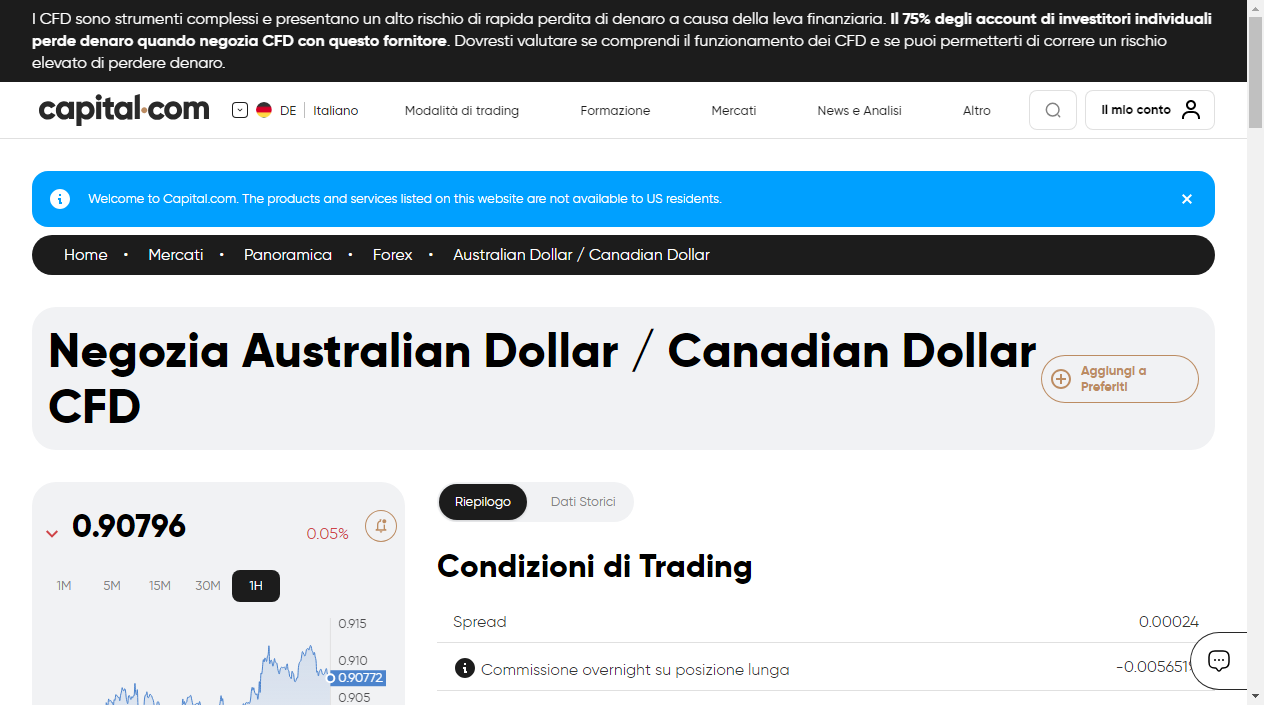 I CFD sono strumenti complessi e presentano un alto rischio di rapida perdita di denaro a causa della leva finanziaria. Il 75% degli account di investitori individuali
perde denaro quando negozia CFD con questo fornitore. Dovresti valutare se comprendi il funzionamento dei CFD e se puoi permetterti di correre un rischio
elevato di perdere denaro.
capital.com DE Italiano Modalità di trading Formazione Mercati News e Analisi Altro Il mio conto
Welcome to Capital.com. The products and services listed on this website are not available to US residents.
Home • Mercati • Panoramica • Forex • Australian Dollar / Canadian Dollar
Negozia Australian Dollar / Canadian Dollar
CFD
Aggiungi a
Preferiti
0.90796 0.05%
1M 5M 15M 30M 1H
0.915
0.910
0.90772
0.905
Riepilogo Dati Storici
Condizioni di Trading
Spread 0.00024
Commissione overnight su posizione lunga